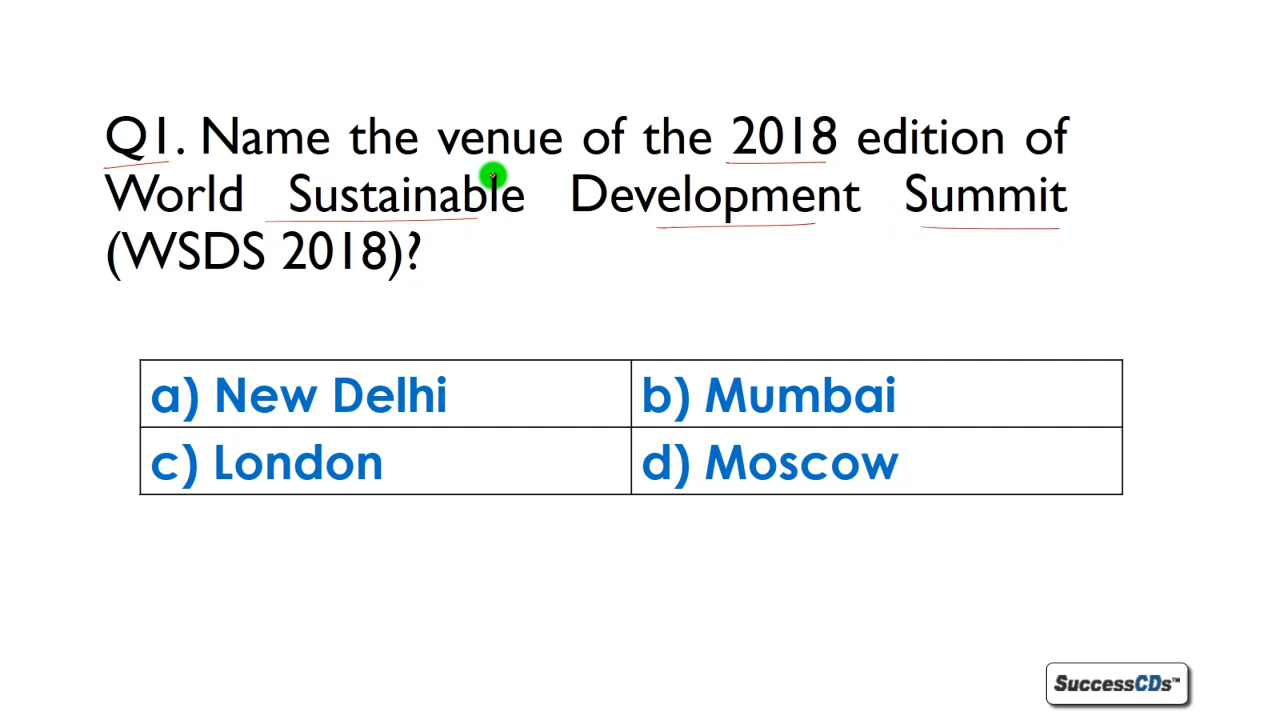 Q1. Name the venue of the 2018 edition of
World Sustainable Development Summit
(WSDS 2018)?
a) New Delhi
b) Mumbai
c) London
d) Moscow
SuccessCDs™